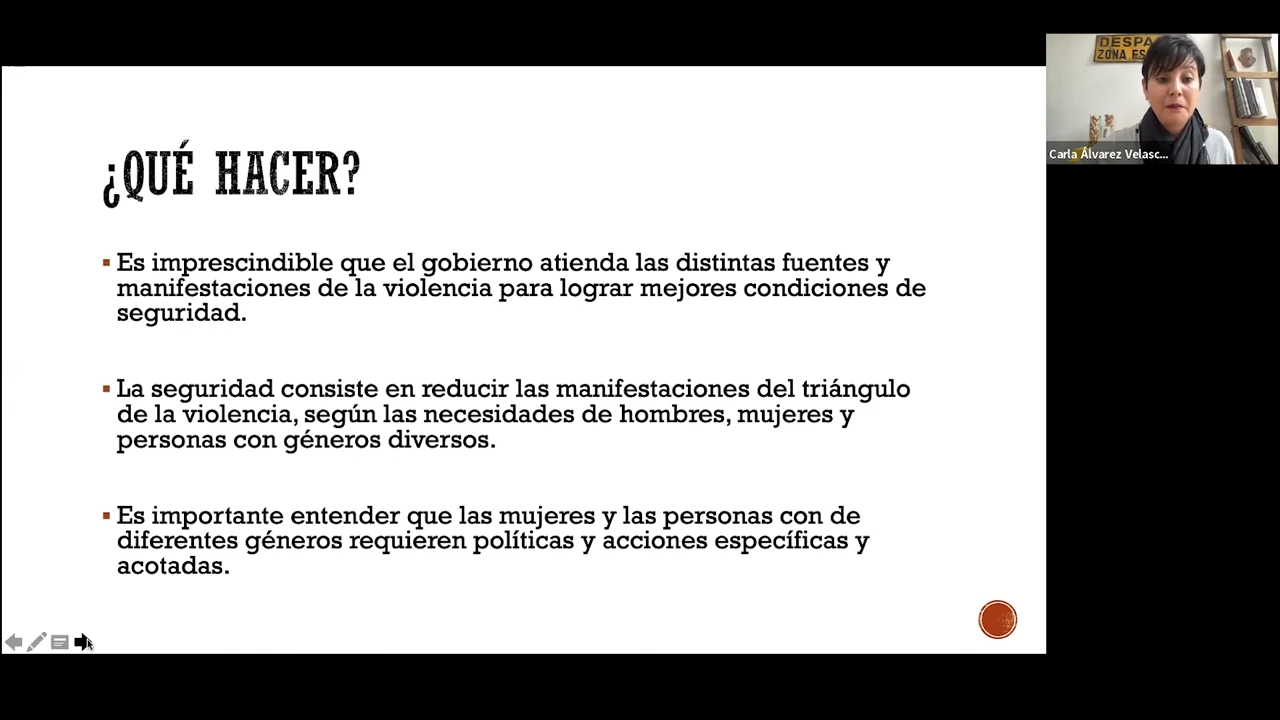 ¿QUÉ HACER?
Es imprescindible que el gobierno atienda las distintas fuentes y
manifestaciones de la violencia para lograr mejores condiciones de
seguridad.
La seguridad consiste en reducir las manifestaciones del triángulo
de la violencia, según las necesidades de hombres, mujeres y
personas con géneros diversos.
Es importante entender que las mujeres y las personas con de
diferentes géneros requieren políticas y acciones específicas y
acotadas.
DESPA
ZONA ES
Carla Álvarez Velasc...